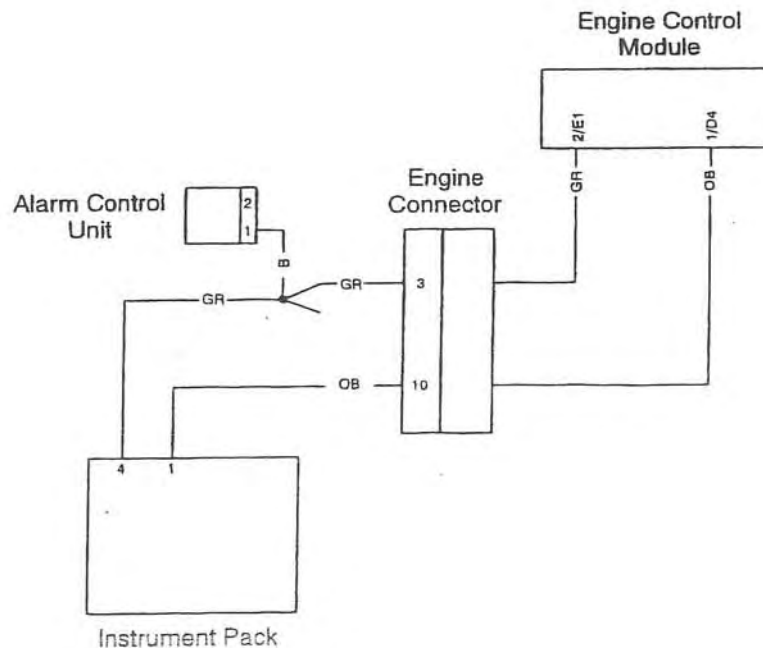 Engine Control
Module
2/E1
1/D4
GR
OB
Engine
Connector
Alarm Control
Unit
2
1
B
GR
GR
3
OB
10
4
1
Instrument Pack